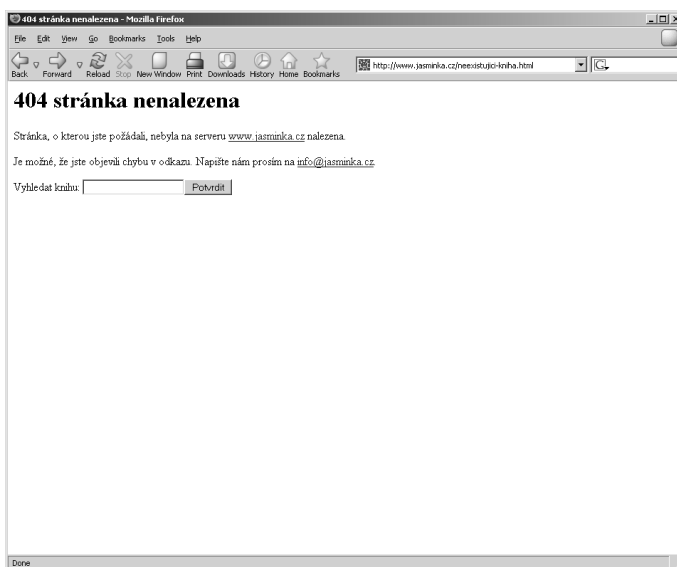 404 stránka nenalezena - Mozilla Firefox
File Edit View Go Bookmarks Tools Help
Back Forward Reload Stop New Window Print Downloads History Home Bookmarks http://www.jasminka.cz/neexistujici-kniha.html G
404 stránka nenalezena
Stránka, o kterou jste požádali, nebyla na serveru www.jasminka.cz nalezena.
Je možné, že jste objevili chybu v odkazu. Napište nám prosím na info@jasminka.cz.
Vyhledat knihu: Potvrdit
Done